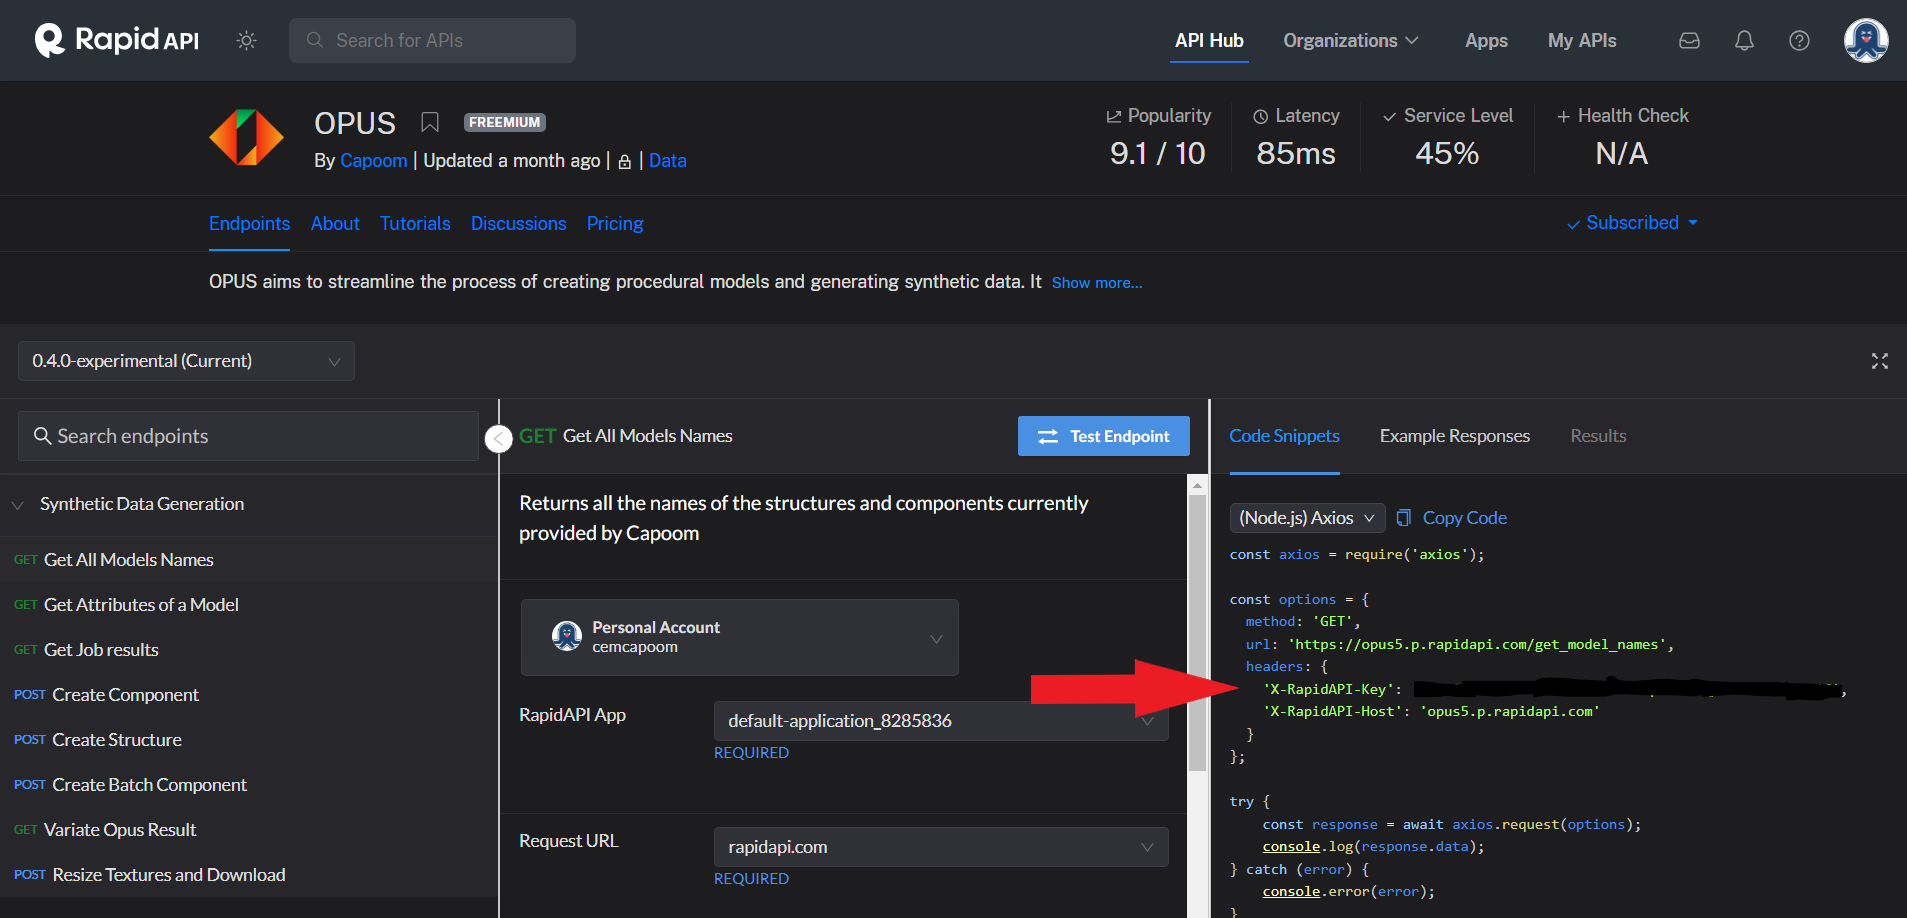 Rapid API
Search for APIs
API Hub
Organizations
Apps
My APIs
OPUS
FREEMIUM
By Capoom | Updated a month ago | | Data
Popularity
9.1 / 10
Latency
85ms
Service Level
45%
Health Check
N/A
Endpoints
About
Tutorials
Discussions
Pricing
Subscribed
OPUS aims to streamline the process of creating procedural models and generating synthetic data. It Show more...
0.4.0-experimental (Current)
Search endpoints
Synthetic Data Generation
GET Get All Models Names
GET Get Attributes of a Model
GET Get Job results
POST Create Component
POST Create Structure
POST Create Batch Component
GET Variate Opus Result
POST Resize Textures and Download
GET Get All Models Names
Test Endpoint
Returns all the names of the structures and components currently
provided by Capoom
Personal Account
cemcapoom
RapidAPI App
default-application_8285836
REQUIRED
Request URL
rapidapi.com
REQUIRED
Code Snippets
Example Responses
Results
(Node.js) Axios
Copy Code
const axios = require('axios');
const options = {
method: 'GET',
url: 'https://opus5.p.rapidapi.com/get_model_names',
headers: {
'X-RapidAPI-Key': ,
'X-RapidAPI-Host': 'opus5.p.rapidapi.com'
}
};
try {
const response = await axios.request(options);
console.log(response.data);
} catch (error) {
console.error(error);
}